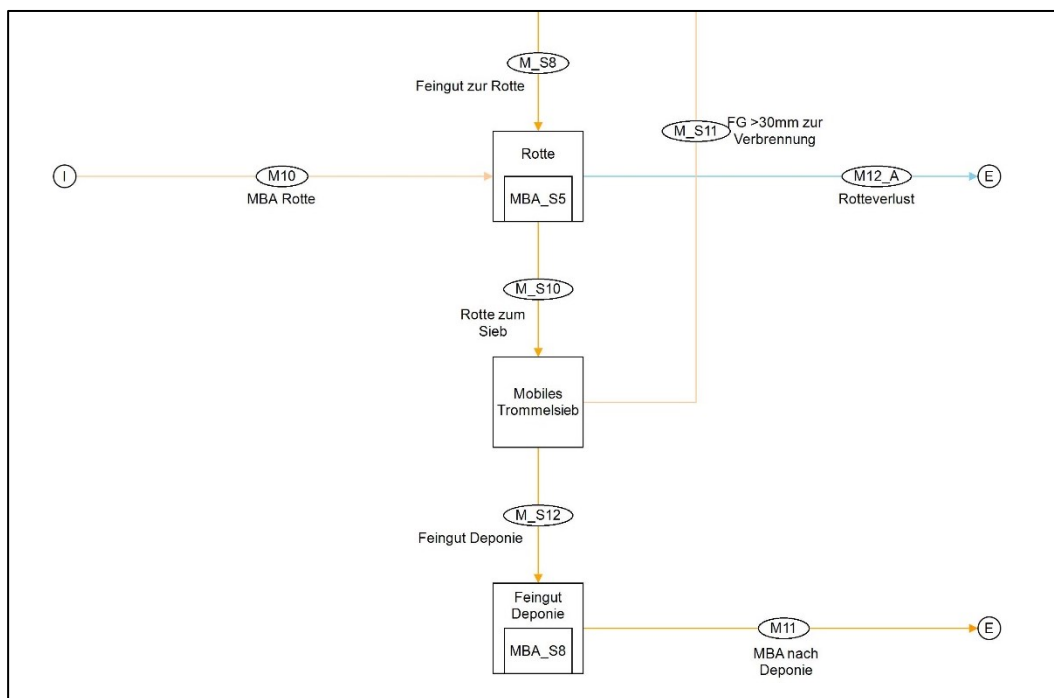 M_S8
Feingut zur Rotte
M_S11
FG >30mm zur
Verbrennung
Rotte
I
M10
MBA_S5
M12_A
E
MBA Rotte
Rotteverlust
M_S10
Rotte zum
Sieb
Mobiles
Trommelsieb
M_S12
Feingut Deponie
Feingut
Deponie
MBA_S8
M11
E
MBA nach
Deponie